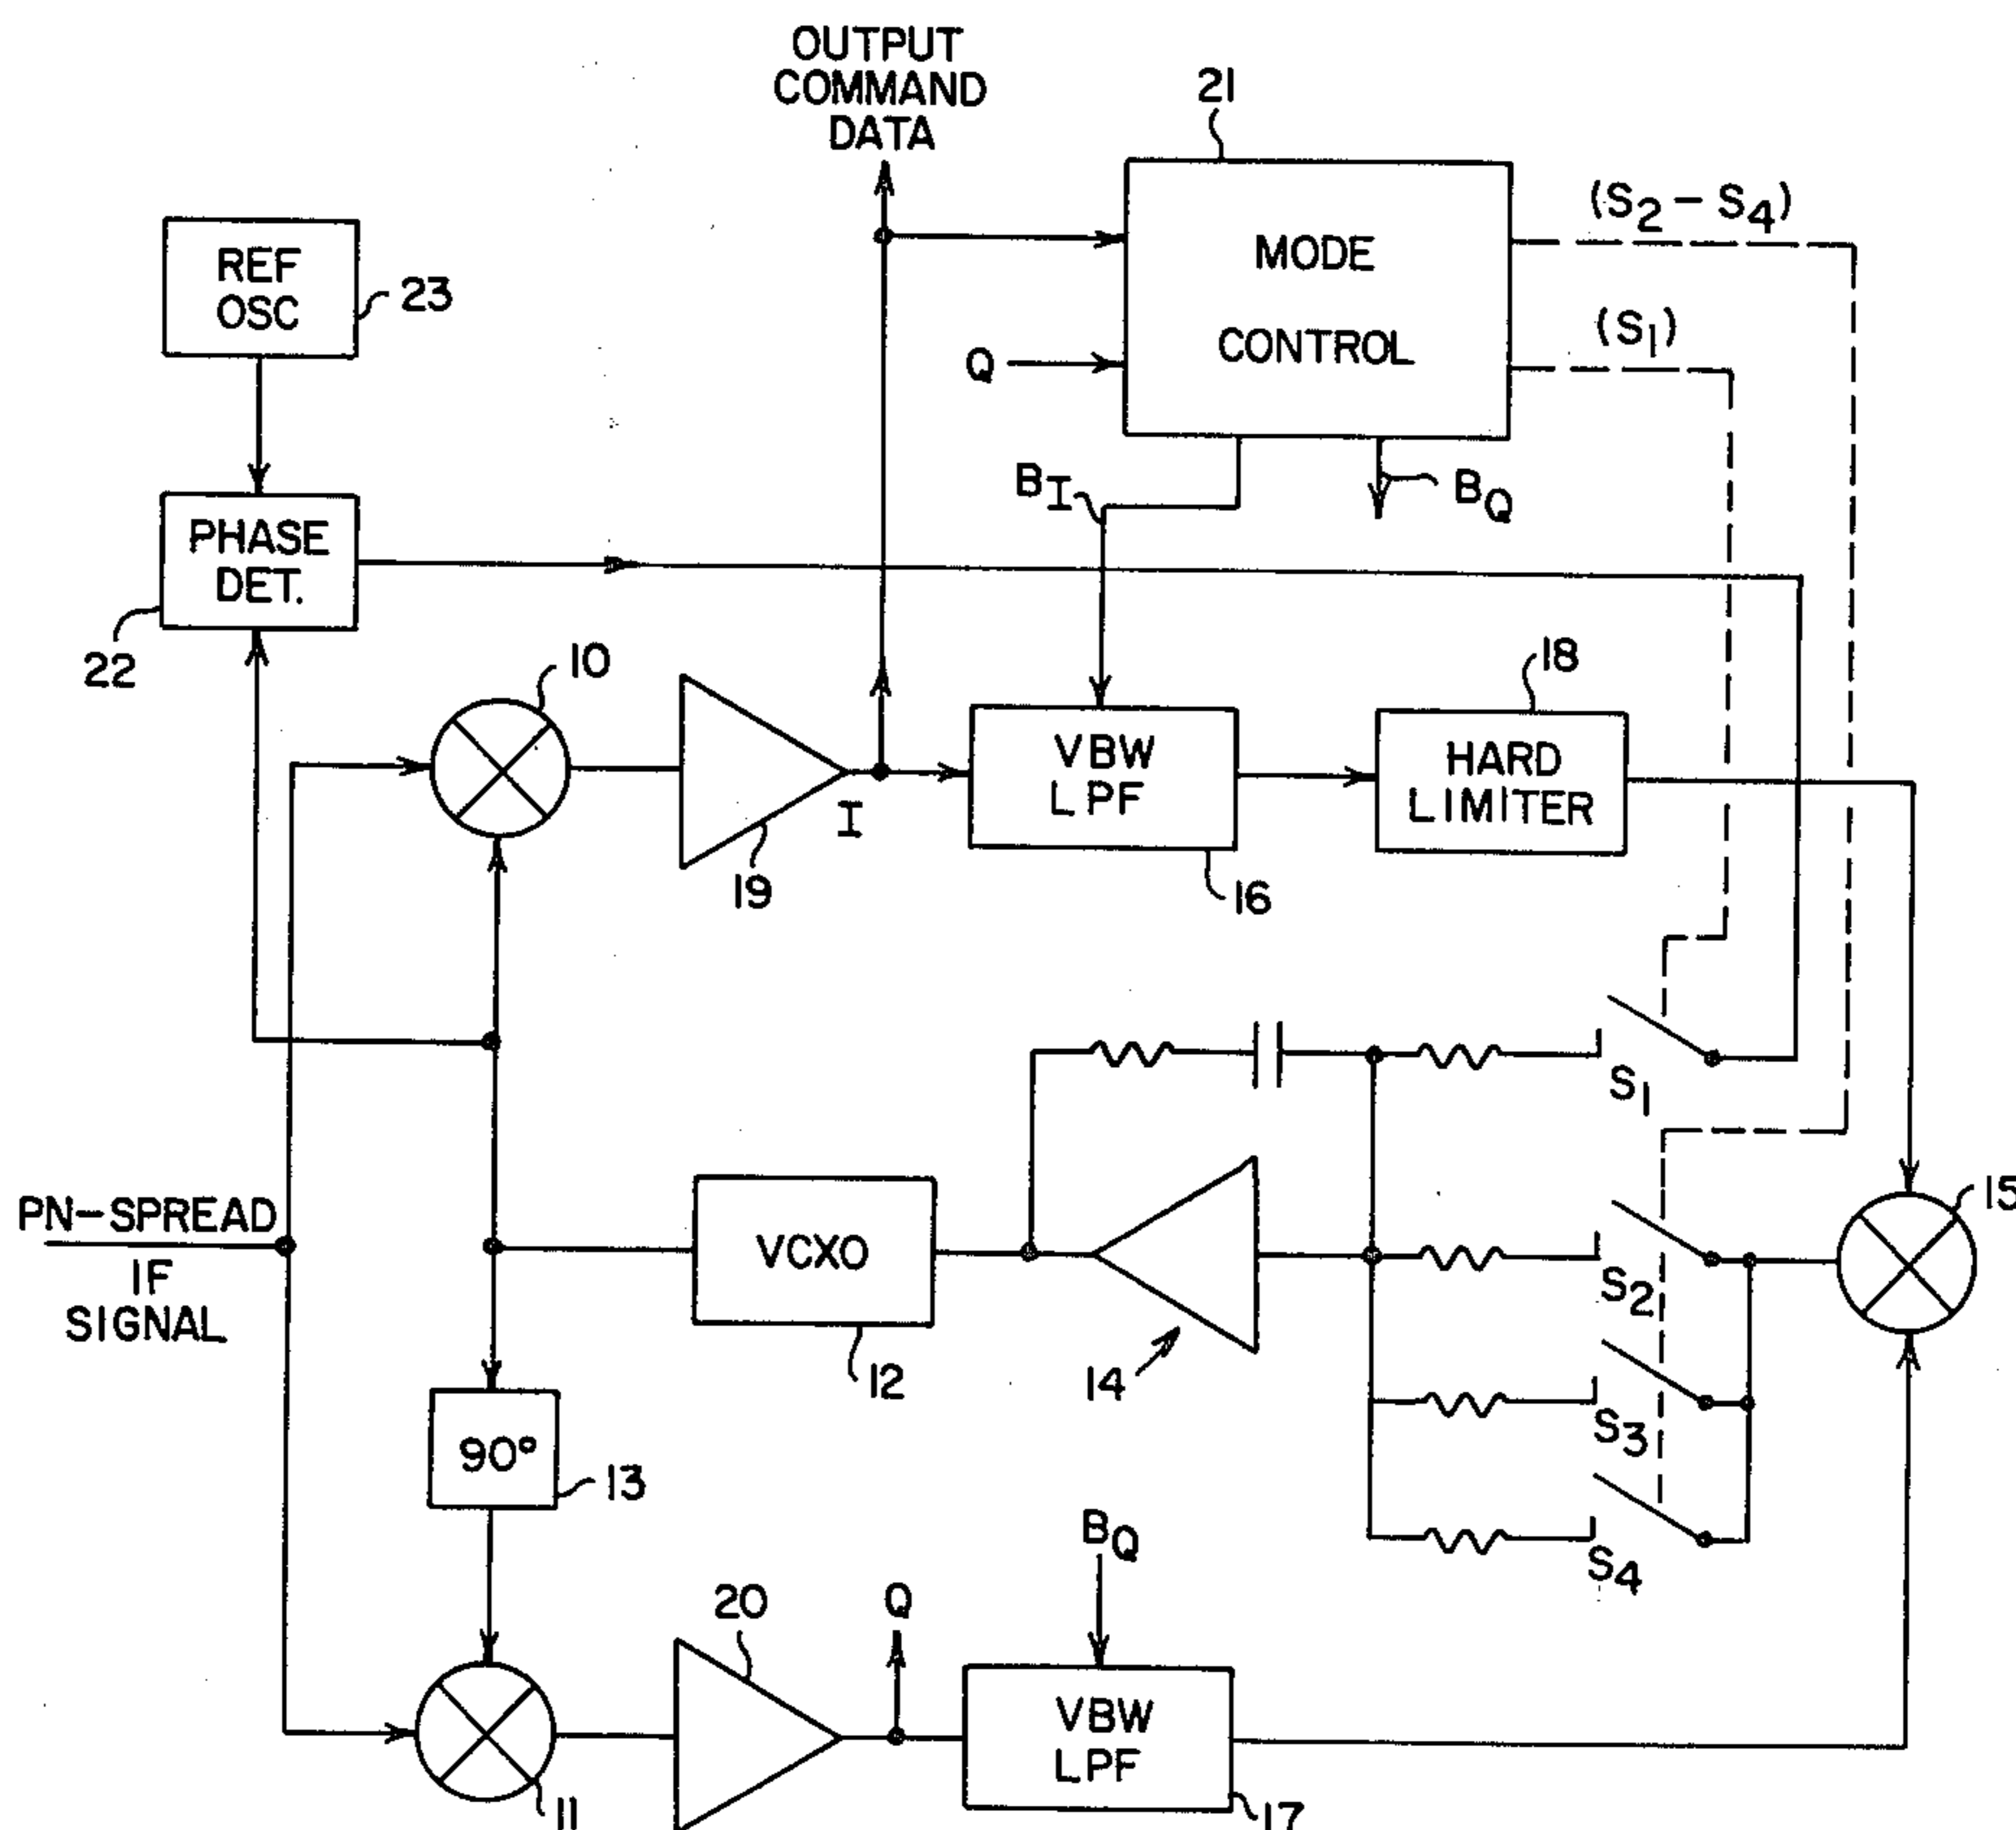 OUTPUT
COMMAND
DATA
21
(S2 – S4)
REF
OSC
23
MODE
CONTROL
(S1)
Q
BI
BQ
PHASE
DET.
22
10
18
VBW
LPF
HARD
LIMITER
I
19
16
S1
PN-SPREAD
IF
SIGNAL
VCXO
12
14
15
S2
S3
S4
90°
13
BQ
20
Q
VBW
LPF
11
17